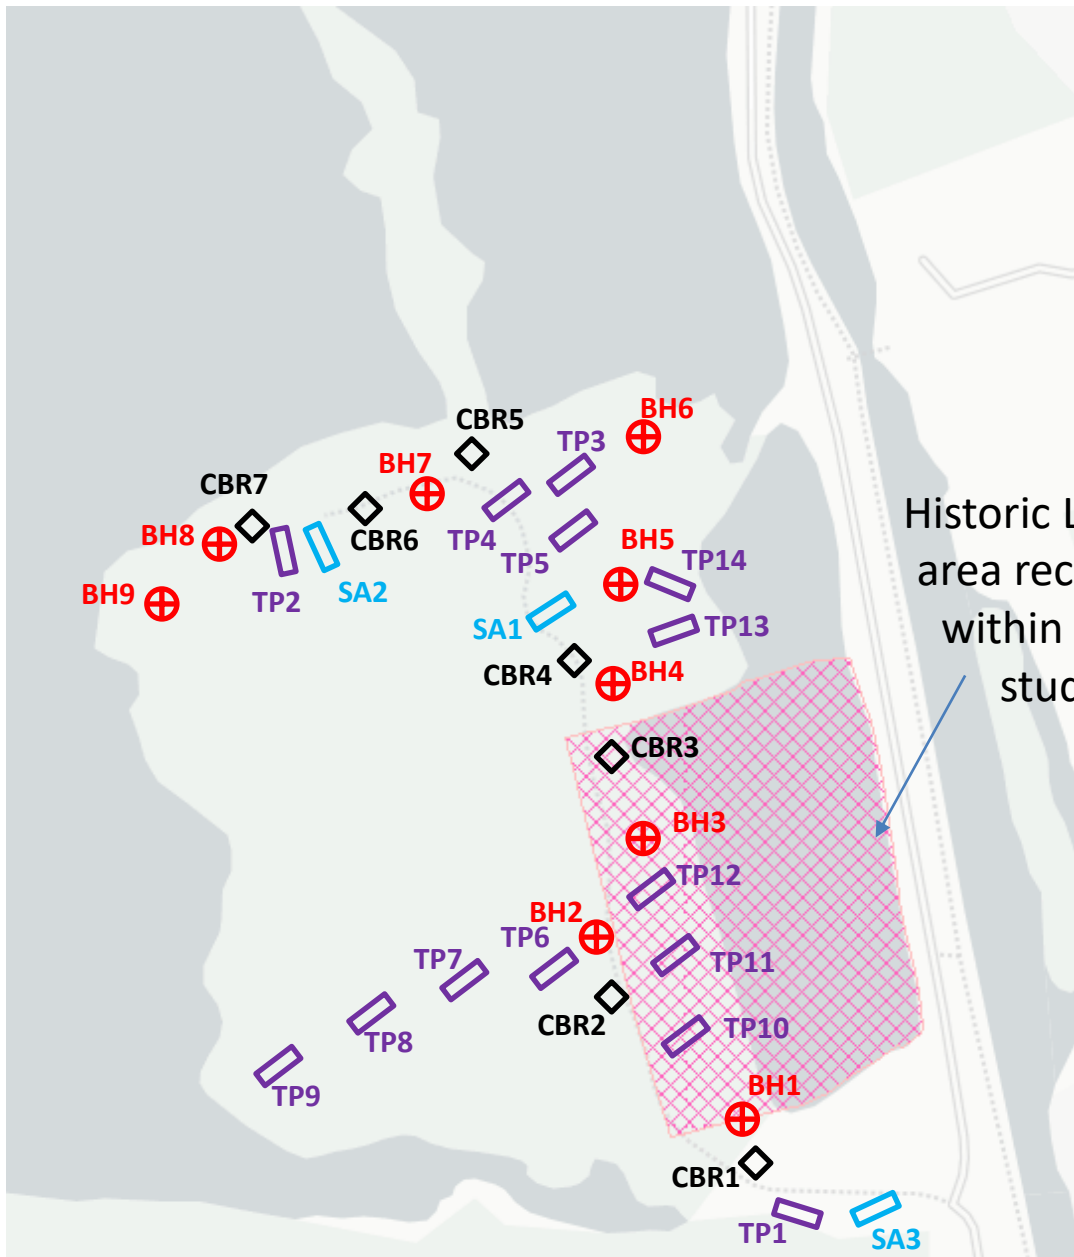 BH6
CBR5
TP3
BH7
CBR7
TP4
CBR6
BH8
TP5
BH5
TP14
SA2
TP2
BH9
SA1
TP13
CBR4
BH4
Historic L
area rec
within
stud
CBR3
BH3
TP12
BH2
TP6
TP7
TP11
CBR2
TP10
TP8
TP9
BH1
CBR1
TP1
SA3